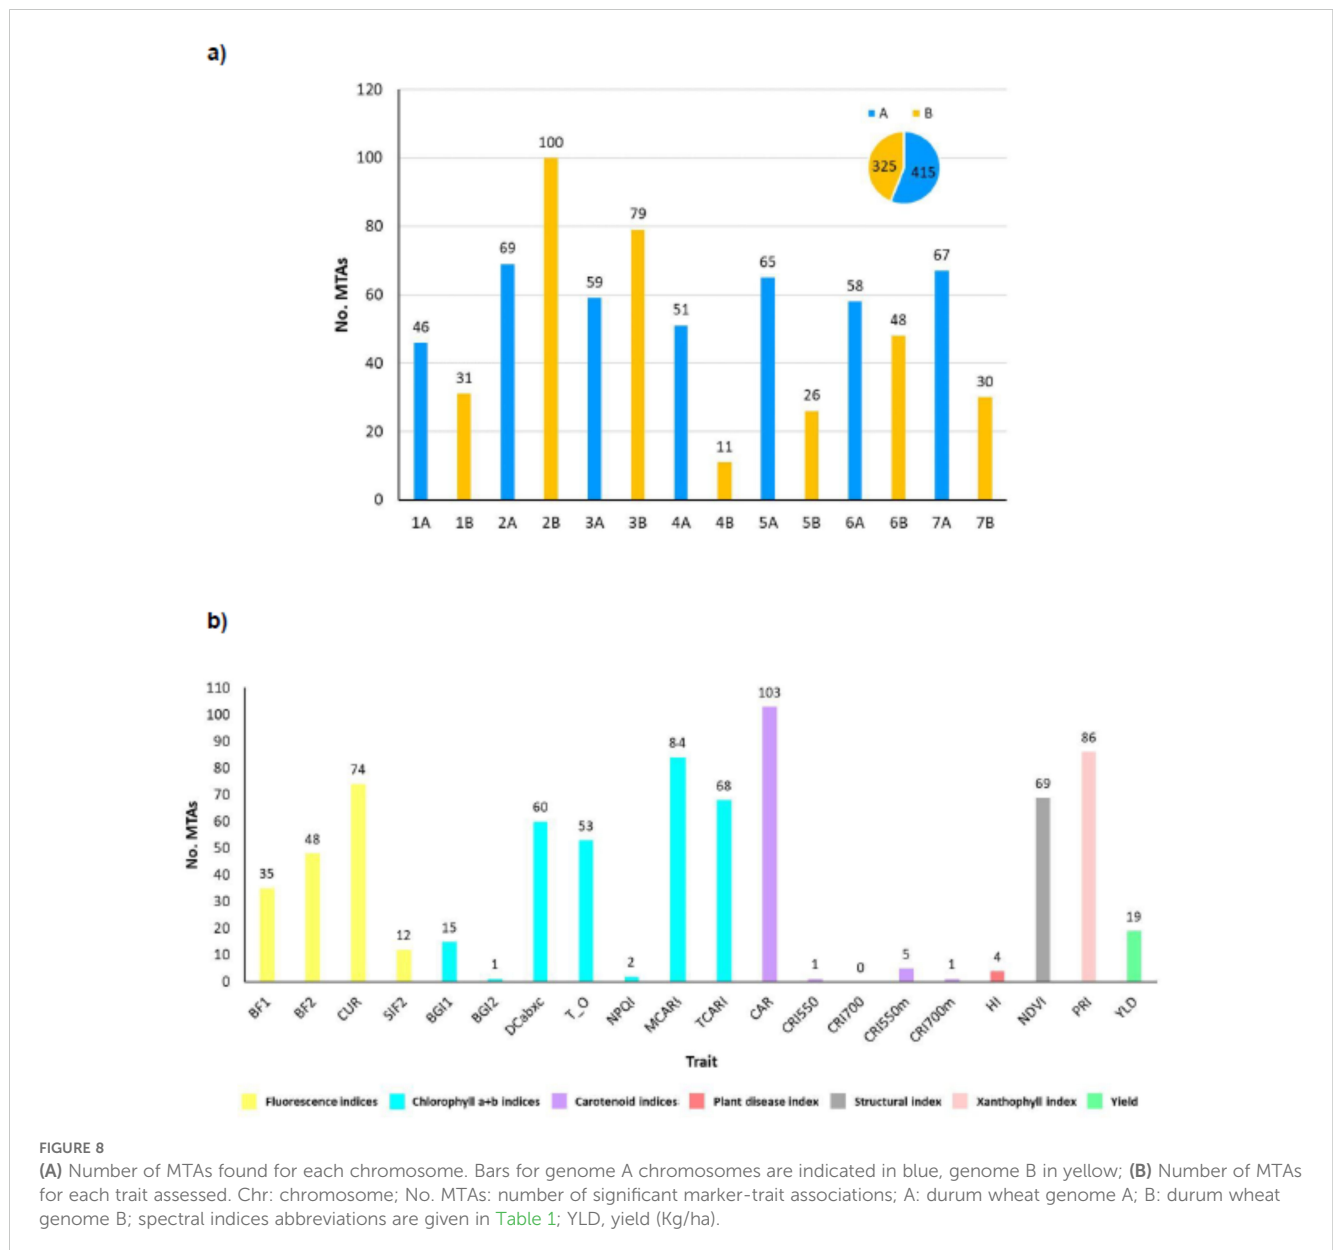 a)
120
100
80
60
40
20
0
No. MTAs
A B
325 415
46 31 69 100 59 79 51 11 65 26 58 48 67 30
1A 1B 2A 2B 3A 3B 4A 4B 5A 5B 6A 6B 7A 7B
b)
110
100
90
80
70
60
50
40
30
20
10
0
No. MTAs
35 48 74 12 15 1 60 53 2 84 68 103 1 0 5 1 4 69 86 19
BF1 BF2 CUR SIF2 BGI1 BGI2 DCabxc T_O NPQI MCARI TCARI CAR CRI550 CRI700 CRI550m CRI700m HI NDVI PRI YLD
Trait
Fluorescence indices Chlorophyll a+b indices Carotenoid indices Plant disease index Structural index Xanthophyll index Yield
FIGURE 8
(A) Number of MTAs found for each chromosome. Bars for genome A chromosomes are indicated in blue, genome B in yellow; (B) Number of MTAs
for each trait assessed. Chr: chromosome; No. MTAs: number of significant marker-trait associations; A: durum wheat genome A; B: durum wheat
genome B; spectral indices abbreviations are given in Table 1; YLD, yield (Kg/ha).